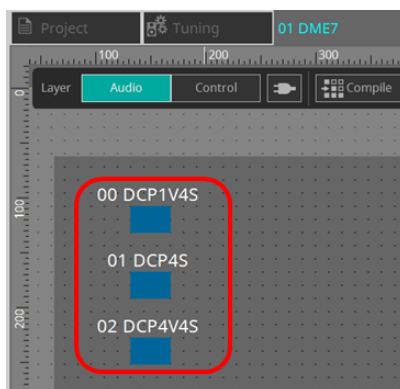 Project Tuning 01 DME7
100 200 300
Layer Audio Control Compile
0
00 DCP1V4S
100
01 DCP4S
200
02 DCP4V4S